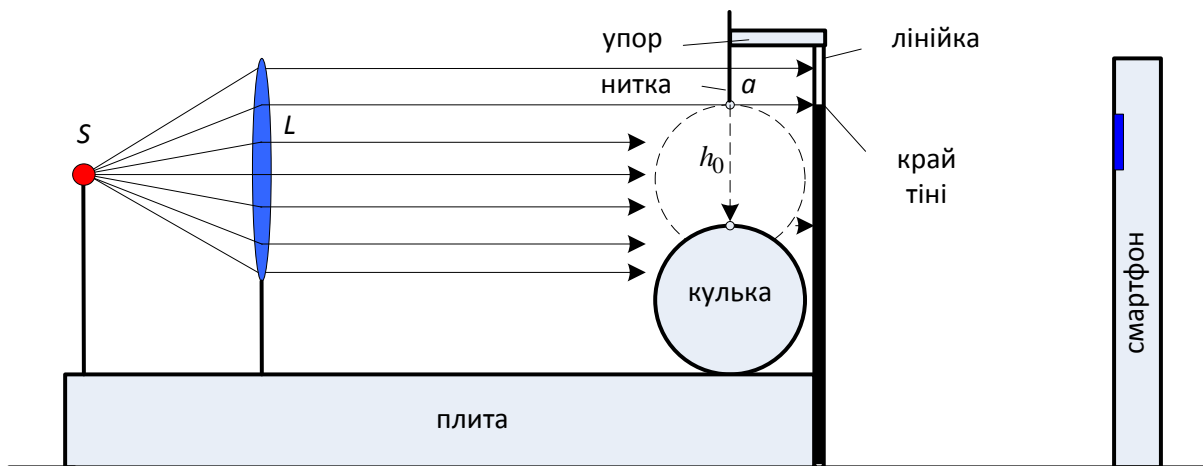 упор
лінійка
нитка
a
S
L
h0
край
тіні
кулька
смартфон
плита